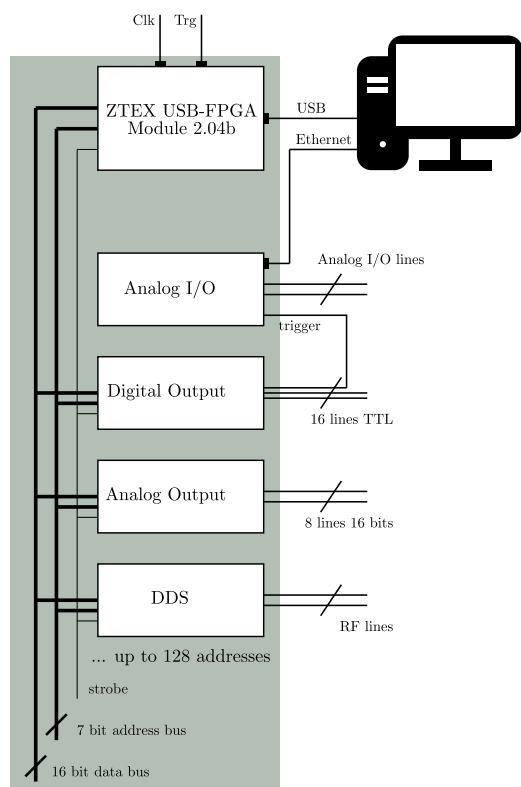 Clk Trg
ZTEX USB-FPGA
Module 2.04b
USB
Ethernet
Analog I/O lines
Analog I/O
trigger
Digital Output
16 lines TTL
Analog Output
8 lines 16 bits
DDS
RF lines
... up to 128 addresses
strobe
7 bit address bus
16 bit data bus